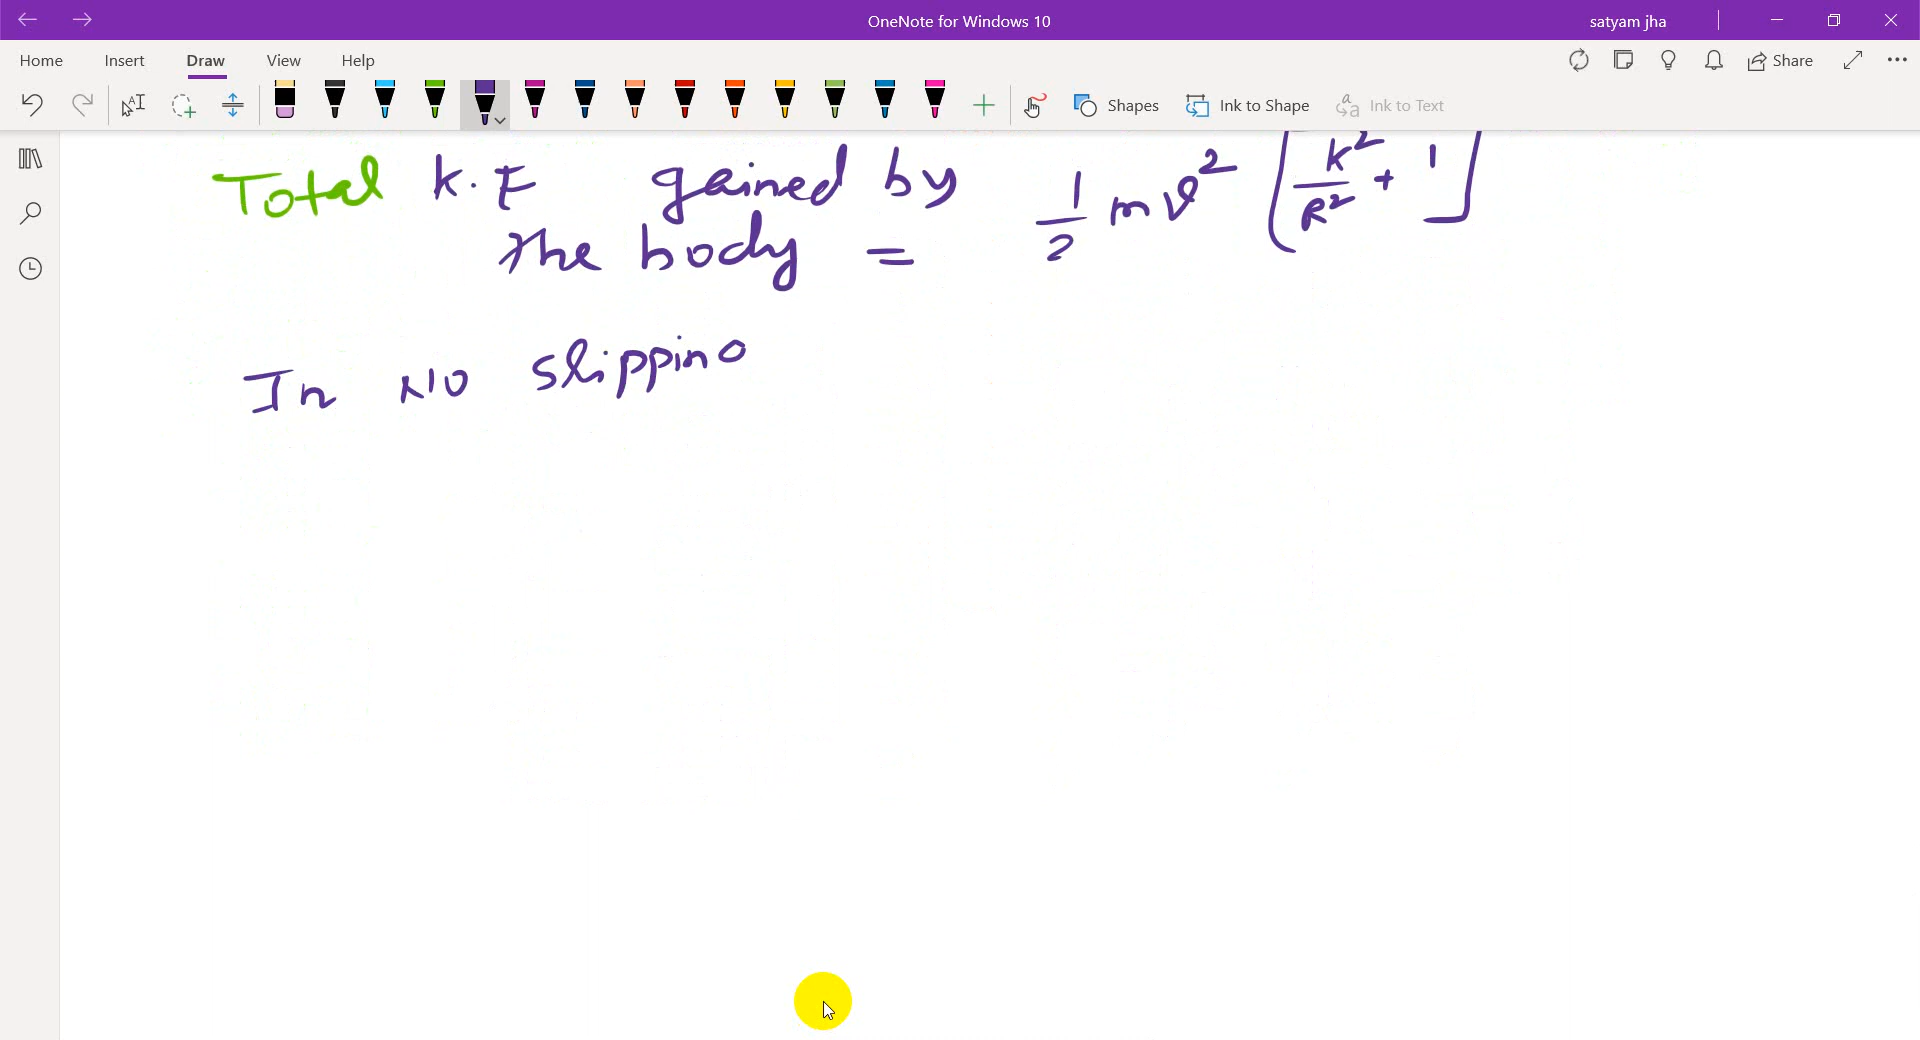 OneNote for Windows 10
satyam jha
Home Insert Draw View Help
Share
Shapes Ink to Shape Ink to Text
Total K.E gained by
the body = 1/2 mv² [K²/R² + 1]
In No slippino